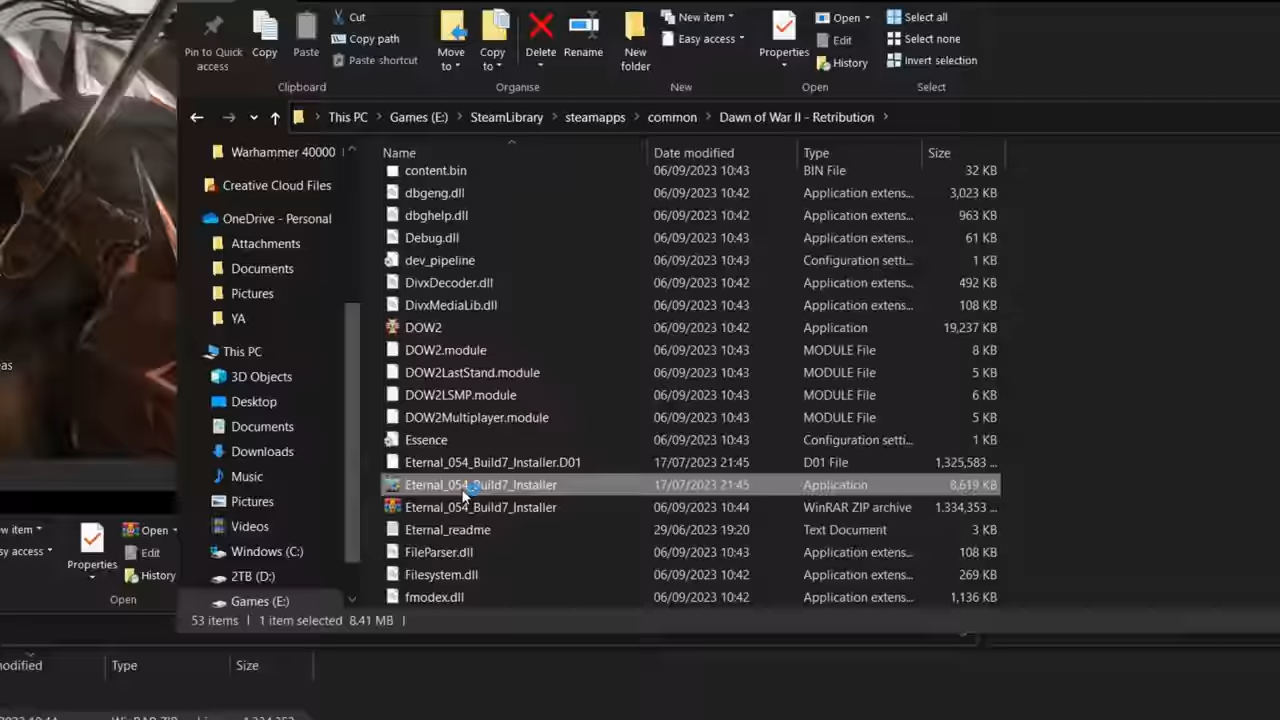 Pin to Quick access
Copy
Paste
Cut
Copy path
Paste shortcut
Clipboard
Move to
Copy to
Delete
Rename
Organise
New folder
New item
Easy access
New
Properties
Open
Edit
History
Open
Select all
Select none
Invert selection
Select
This PC > Games (E:) > SteamLibrary > steamapps > common > Dawn of War II - Retribution >
Warhammer 40000
Creative Cloud Files
OneDrive - Personal
Attachments
Documents
Pictures
YA
This PC
3D Objects
Desktop
Documents
Downloads
Music
Pictures
Videos
Windows (C:)
2TB (D:)
Games (E:)
Name Date modified Type Size
content.bin 06/09/2023 10:43 BIN File 32 KB
dbgeng.dll 06/09/2023 10:42 Application extens... 3,023 KB
dbghelp.dll 06/09/2023 10:42 Application extens... 963 KB
Debug.dll 06/09/2023 10:43 Application extens... 61 KB
dev_pipeline 06/09/2023 10:43 Configuration setti... 1 KB
DivxDecoder.dll 06/09/2023 10:42 Application extens... 492 KB
DivxMediaLib.dll 06/09/2023 10:43 Application extens... 108 KB
DOW2 06/09/2023 10:42 Application 19,237 KB
DOW2.module 06/09/2023 10:43 MODULE File 8 KB
DOW2LastStand.module 06/09/2023 10:43 MODULE File 5 KB
DOW2LSMP.module 06/09/2023 10:43 MODULE File 6 KB
DOW2Multiplayer.module 06/09/2023 10:43 MODULE File 5 KB
Essence 06/09/2023 10:43 Configuration setti... 1 KB
Eternal_054_Build7_Installer.D01 17/07/2023 21:45 D01 File 1,325,583 ...
Eternal_054_Build7_Installer 17/07/2023 21:45 Application 8,619 KB
Eternal_054_Build7_Installer 06/09/2023 10:44 WinRAR ZIP archive 1,334,353 ...
Eternal_readme 29/06/2023 19:20 Text Document 3 KB
FileParser.dll 06/09/2023 10:43 Application extens... 108 KB
Filesystem.dll 06/09/2023 10:42 Application extens... 269 KB
fmodex.dll 06/09/2023 10:42 Application extens... 1,136 KB
53 items | 1 item selected 8.41 MB |
eas
ew item
sy access
Properties
Open
Edit
History
Open
nodified Type Size